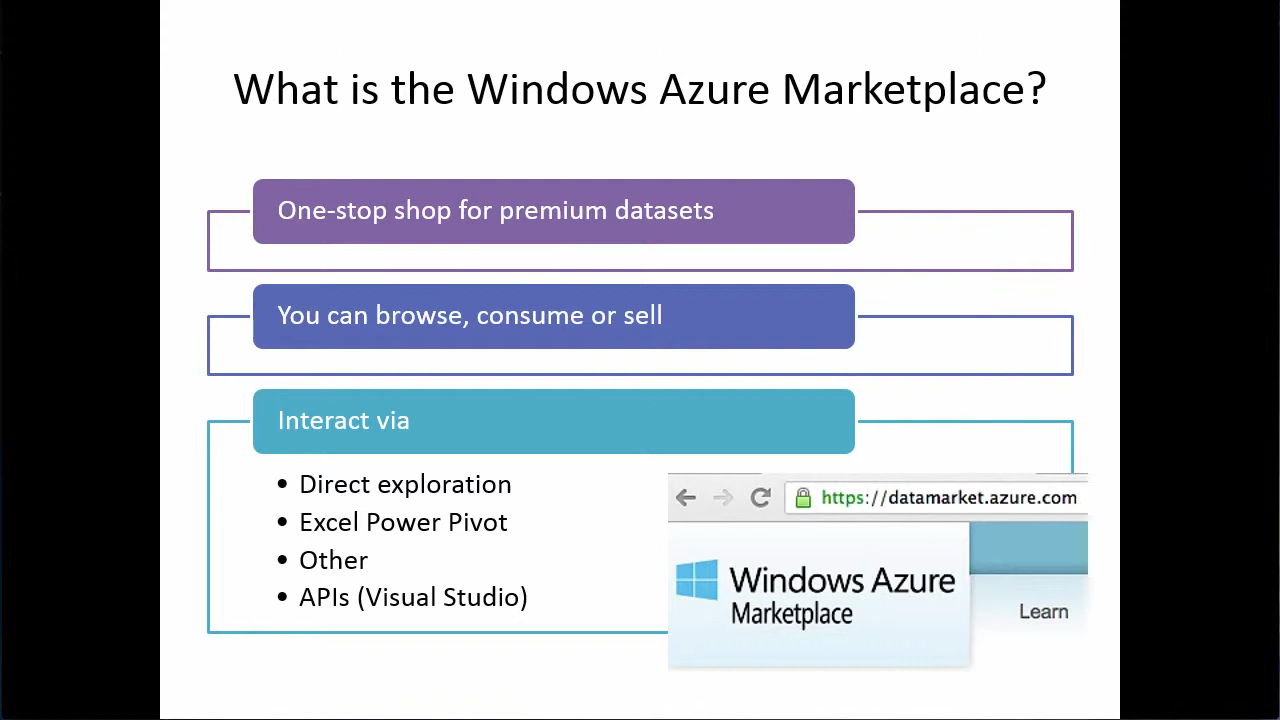 What is the Windows Azure Marketplace?
One-stop shop for premium datasets
You can browse, consume or sell
Interact via
• Direct exploration
• Excel Power Pivot
• Other
• APIs (Visual Studio)
https://datamarket.azure.com
Windows Azure
Marketplace
Learn